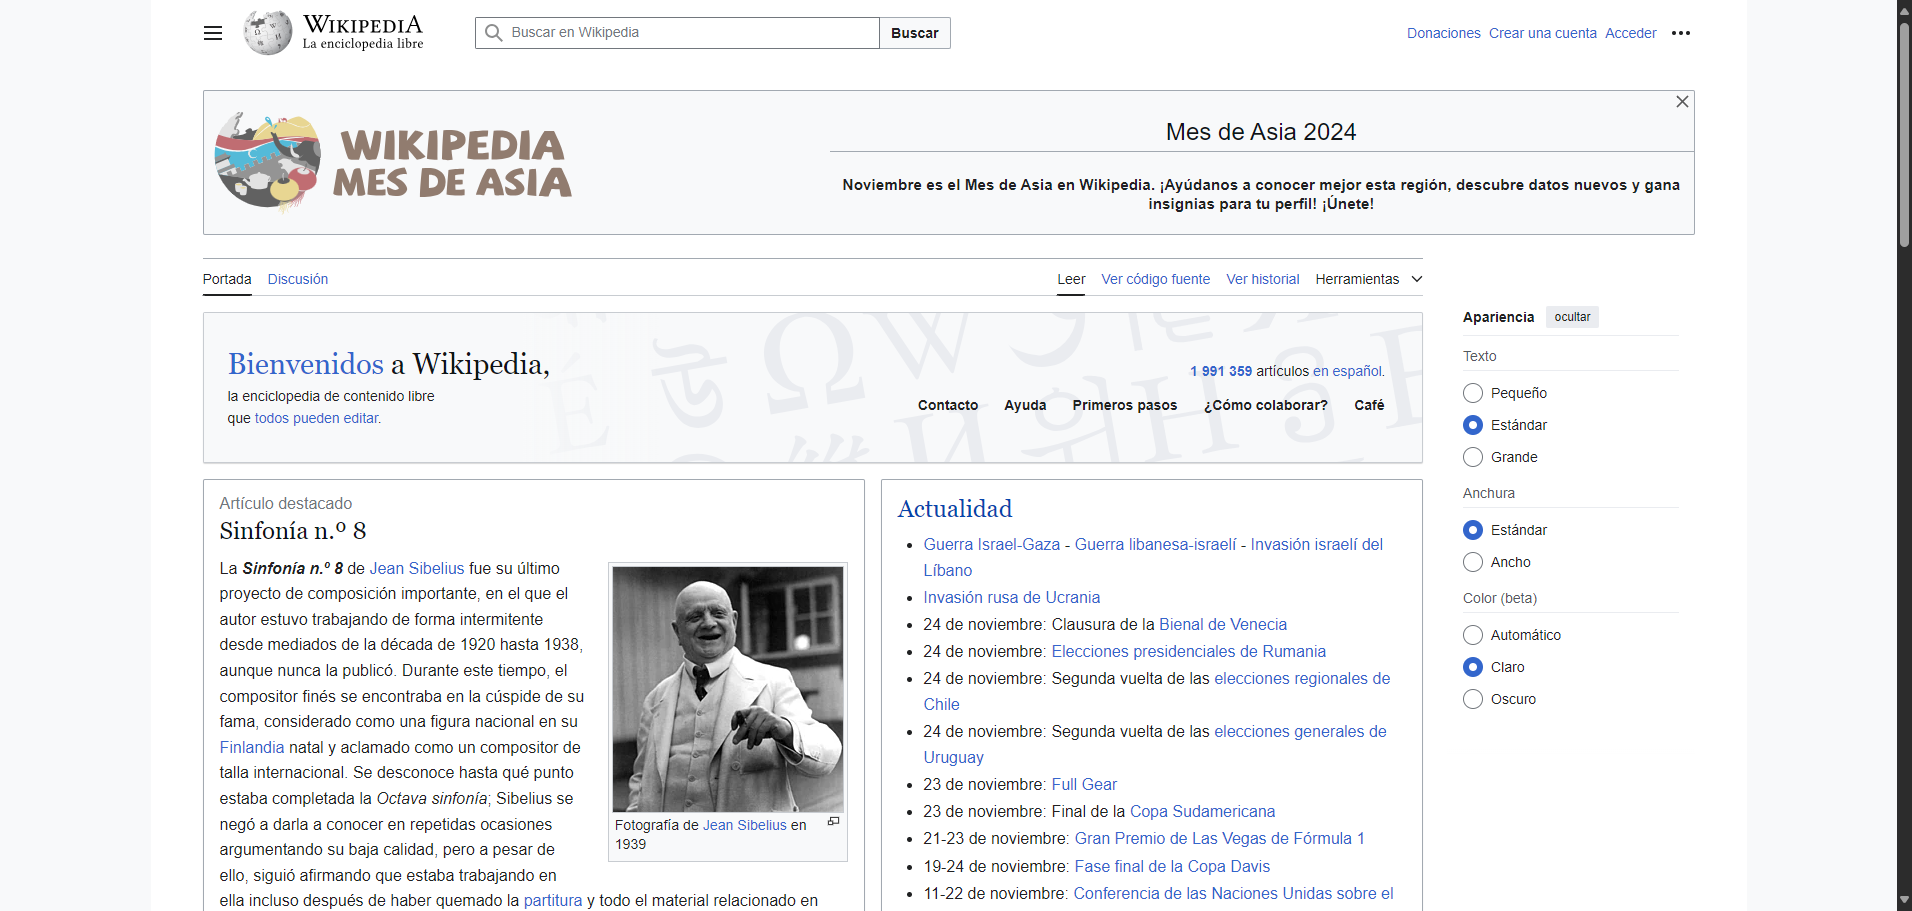 WIKIPEDIA
La enciclopedia libre
Buscar en Wikipedia
Buscar
Donaciones Crear una cuenta Acceder
WIKIPEDIA
MES DE ASIA
Mes de Asia 2024
Noviembre es el Mes de Asia en Wikipedia. ¡Ayúdanos a conocer mejor esta región, descubre datos nuevos y gana
insignias para tu perfil! ¡Únete!
Portada Discusión
Leer Ver código fuente Ver historial Herramientas
Bienvenidos a Wikipedia,
la enciclopedia de contenido libre
que todos pueden editar.
1 991 359 artículos en español.
Contacto Ayuda Primeros pasos ¿Cómo colaborar? Café
Artículo destacado
Sinfonía n.º 8
La Sinfonía n.º 8 de Jean Sibelius fue su último
proyecto de composición importante, en el que el
autor estuvo trabajando de forma intermitente
desde mediados de la década de 1920 hasta 1938,
aunque nunca la publicó. Durante este tiempo, el
compositor finés se encontraba en la cúspide de su
fama, considerado como una figura nacional en su
Finlandia natal y aclamado como un compositor de
talla internacional. Se desconoce hasta qué punto
estaba completada la Octava sinfonía; Sibelius se
negó a darla a conocer en repetidas ocasiones
argumentando su baja calidad, pero a pesar de
ello, siguió afirmando que estaba trabajando en
ella incluso después de haber quemado la partitura y todo el material relacionado en
Fotografía de Jean Sibelius en
1939
Actualidad
Guerra Israel-Gaza - Guerra libanesa-israelí - Invasión israelí del
Líbano
Invasión rusa de Ucrania
24 de noviembre: Clausura de la Bienal de Venecia
24 de noviembre: Elecciones presidenciales de Rumania
24 de noviembre: Segunda vuelta de las elecciones regionales de
Chile
24 de noviembre: Segunda vuelta de las elecciones generales de
Uruguay
23 de noviembre: Full Gear
23 de noviembre: Final de la Copa Sudamericana
21-23 de noviembre: Gran Premio de Las Vegas de Fórmula 1
19-24 de noviembre: Fase final de la Copa Davis
11-22 de noviembre: Conferencia de las Naciones Unidas sobre el
Apariencia ocultar
Texto
Pequeño
Estándar
Grande
Anchura
Estándar
Ancho
Color (beta)
Automático
Claro
Oscuro